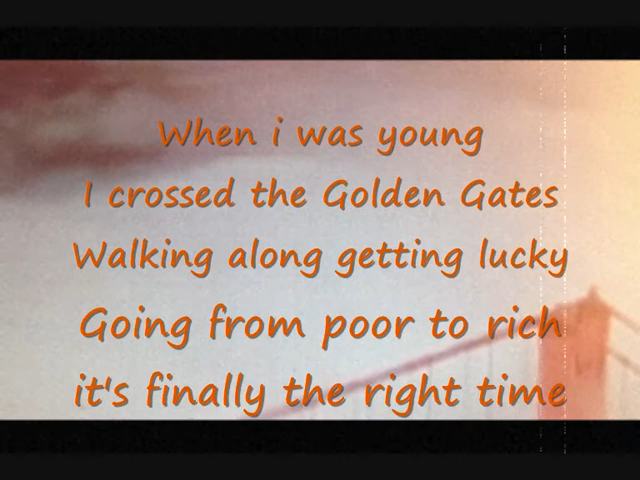 When i was young
I crossed the Golden Gates
Walking along getting lucky
Going from poor to rich
it's finally the right time